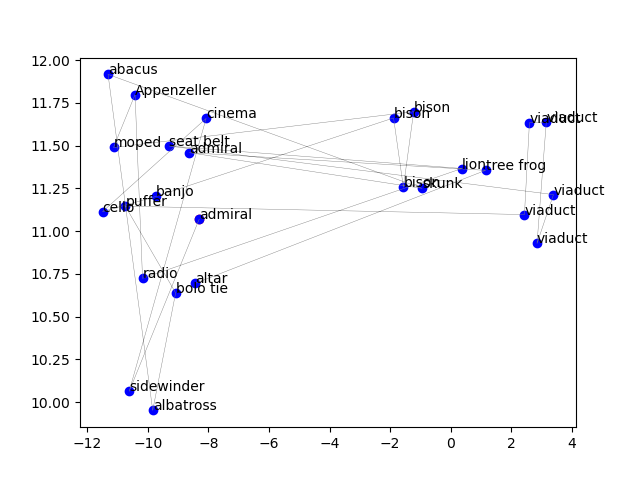 12.00
11.75
11.50
11.25
11.00
10.75
10.50
10.25
10.00
abacus
Appenzeller
cinema
bison
bison
viaduct
viaduct
moped
seat belt
admiral
lion
tree frog
bison
skunk
viaduct
banjo
puffer
cello
admiral
viaduct
viaduct
radio
altar
bolo tie
sidewinder
albatross
−12
−10
−8
−6
−4
−2
0
2
4